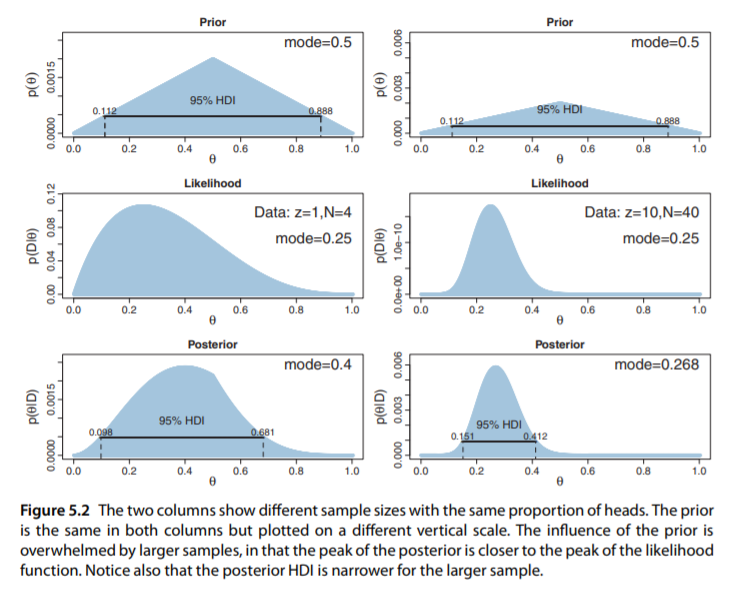 Prior
mode=0.5
p(θ)
0.0000
0.0015
95% HDI
0.112
0.888
0.0
0.2
0.4
0.6
0.8
1.0
θ
Prior
mode=0.5
p(θ)
0.000
0.003
0.006
95% HDI
0.112
0.888
0.0
0.2
0.4
0.6
0.8
1.0
θ
Likelihood
Data: z=1,N=4
mode=0.25
p(D|θ)
0.00
0.04
0.08
0.12
0.0
0.2
0.4
0.6
0.8
1.0
θ
Likelihood
Data: z=10,N=40
mode=0.25
p(D|θ)
0.0e+00
1.0e−10
0.0
0.2
0.4
0.6
0.8
1.0
θ
Posterior
mode=0.4
p(θ|D)
0.0000
0.0015
95% HDI
0.098
0.681
0.0
0.2
0.4
0.6
0.8
1.0
θ
Posterior
mode=0.268
p(θ|D)
0.000
0.003
0.006
95% HDI
0.151
0.412
0.0
0.2
0.4
0.6
0.8
1.0
θ
Figure 5.2 The two columns show different sample sizes with the same proportion of heads. The prior
is the same in both columns but plotted on a different vertical scale. The influence of the prior is
overwhelmed by larger samples, in that the peak of the posterior is closer to the peak of the likelihood
function. Notice also that the posterior HDI is narrower for the larger sample.